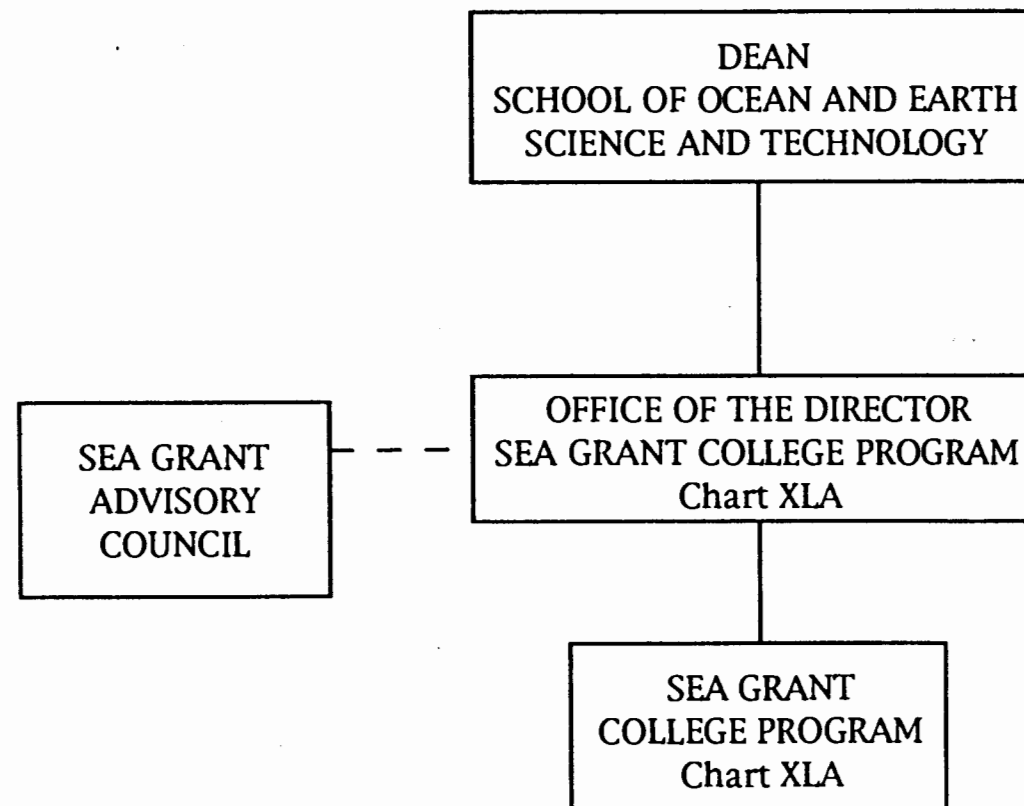 DEAN
SCHOOL OF OCEAN AND EARTH
SCIENCE AND TECHNOLOGY
OFFICE OF THE DIRECTOR
SEA GRANT COLLEGE PROGRAM
Chart XLA
SEA GRANT
ADVISORY
COUNCIL
SEA GRANT
COLLEGE PROGRAM
Chart XLA